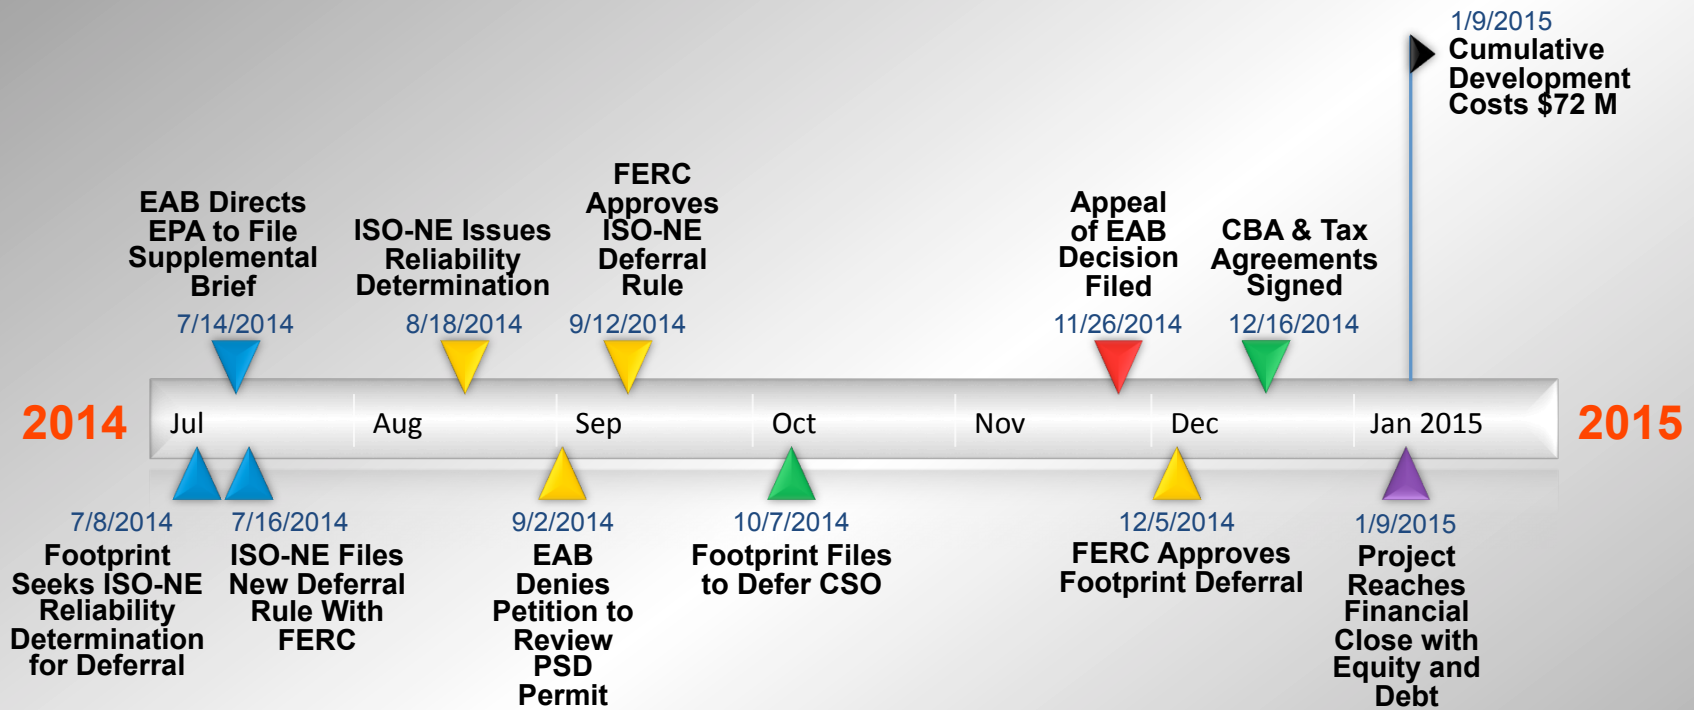 1/9/2015
Cumulative
Development
Costs $72 M
EAB Directs
EPA to File
Supplemental
Brief
7/14/2014
ISO-NE Issues
Reliability
Determination
8/18/2014
FERC
Approves
ISO-NE
Deferral
Rule
9/12/2014
Appeal
of EAB
Decision
Filed
11/26/2014
CBA & Tax
Agreements
Signed
12/16/2014
2014
Jul
Aug
Sep
Oct
Nov
Dec
Jan 2015
2015
7/8/2014
Footprint
Seeks ISO-NE
Reliability
Determination
for Deferral
7/16/2014
ISO-NE Files
New Deferral
Rule With
FERC
9/2/2014
EAB
Denies
Petition to
Review
PSD
Permit
10/7/2014
Footprint Files
to Defer CSO
12/5/2014
FERC Approves
Footprint Deferral
1/9/2015
Project
Reaches
Financial
Close with
Equity and
Debt